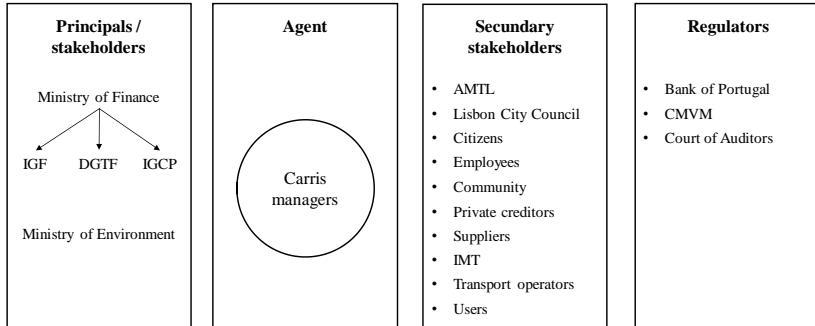 Principals /
stakeholders
Ministry of Finance
IGF DGTF IGCP
Ministry of Environment
Agent
Carris
managers
Secundary
stakeholders
• AMTL
• Lisbon City Council
• Citizens
• Employees
• Community
• Private creditors
• Suppliers
• IMT
• Transport operators
• Users
Regulators
• Bank of Portugal
• CMVM
• Court of Auditors